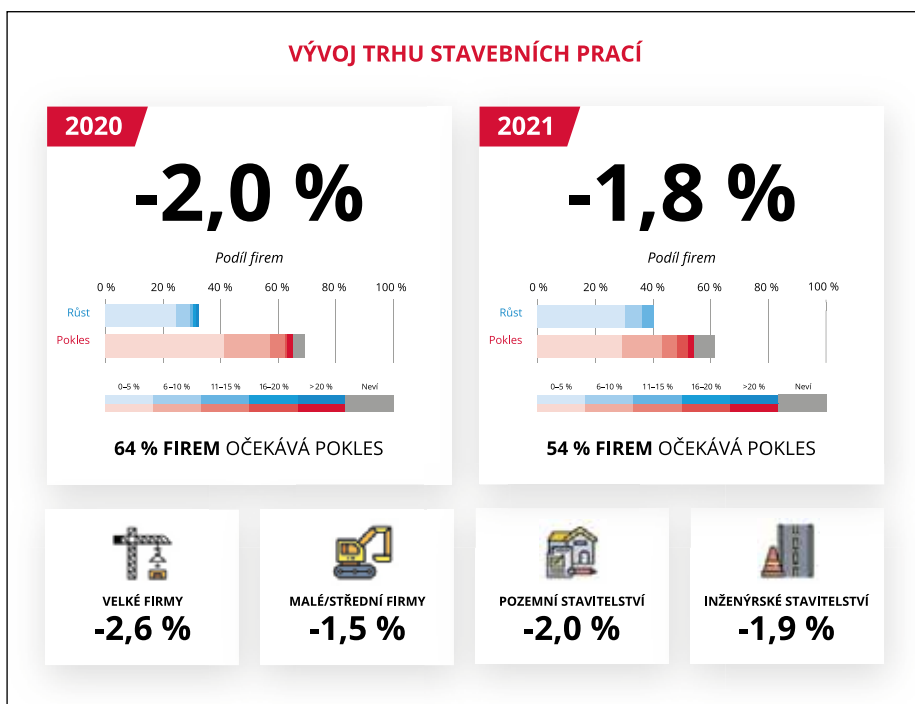 VÝVOJ TRHU STAVEBNÍCH PRACÍ
2020
-2,0 %
Podíl firem
0 % 20 % 40 % 60 % 80 % 100 %
Růst
Pokles
0–5 % 6–10 % 11–15 % 16–20 % >20 % Neví
64 % FIREM OČEKÁVÁ POKLES
2021
-1,8 %
Podíl firem
0 % 20 % 40 % 60 % 80 % 100 %
Růst
Pokles
0–5 % 6–10 % 11–15 % 16–20 % >20 % Neví
54 % FIREM OČEKÁVÁ POKLES
VELKÉ FIRMY
-2,6 %
MALÉ/STŘEDNÍ FIRMY
-1,5 %
POZEMNÍ STAVITELSTVÍ
-2,0 %
INŽENÝRSKÉ STAVITELSTVÍ
-1,9 %